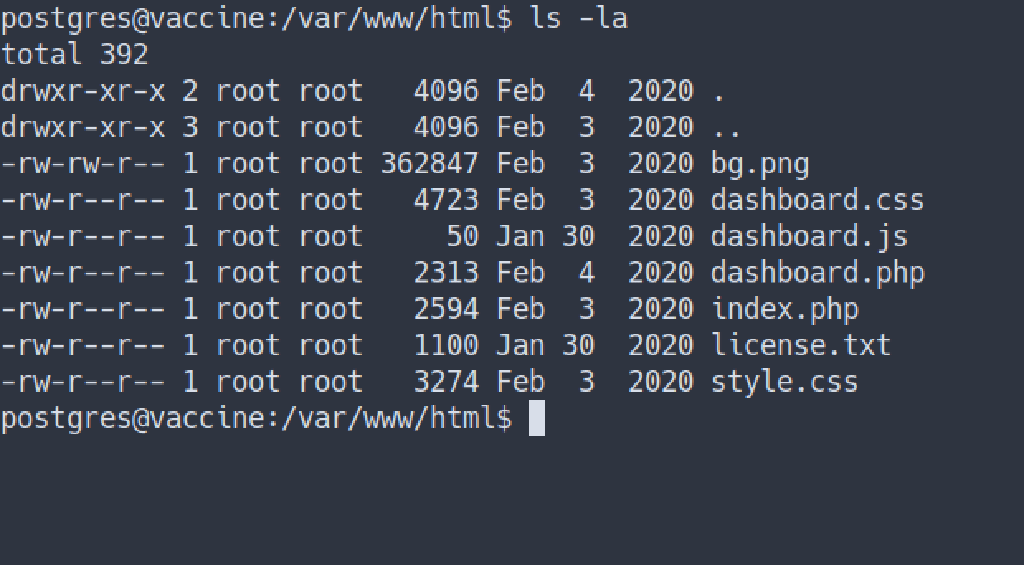 postgres@vaccine:/var/www/html$ ls -la
total 392
drwxr-xr-x 2 root root   4096 Feb  4  2020 .
drwxr-xr-x 3 root root   4096 Feb  3  2020 ..
-rw-rw-r-- 1 root root 362847 Feb  3  2020 bg.png
-rw-r--r-- 1 root root   4723 Feb  3  2020 dashboard.css
-rw-r--r-- 1 root root     50 Jan 30  2020 dashboard.js
-rw-r--r-- 1 root root   2313 Feb  4  2020 dashboard.php
-rw-r--r-- 1 root root   2594 Feb  3  2020 index.php
-rw-r--r-- 1 root root   1100 Jan 30  2020 license.txt
-rw-r--r-- 1 root root   3274 Feb  3  2020 style.css
postgres@vaccine:/var/www/html$